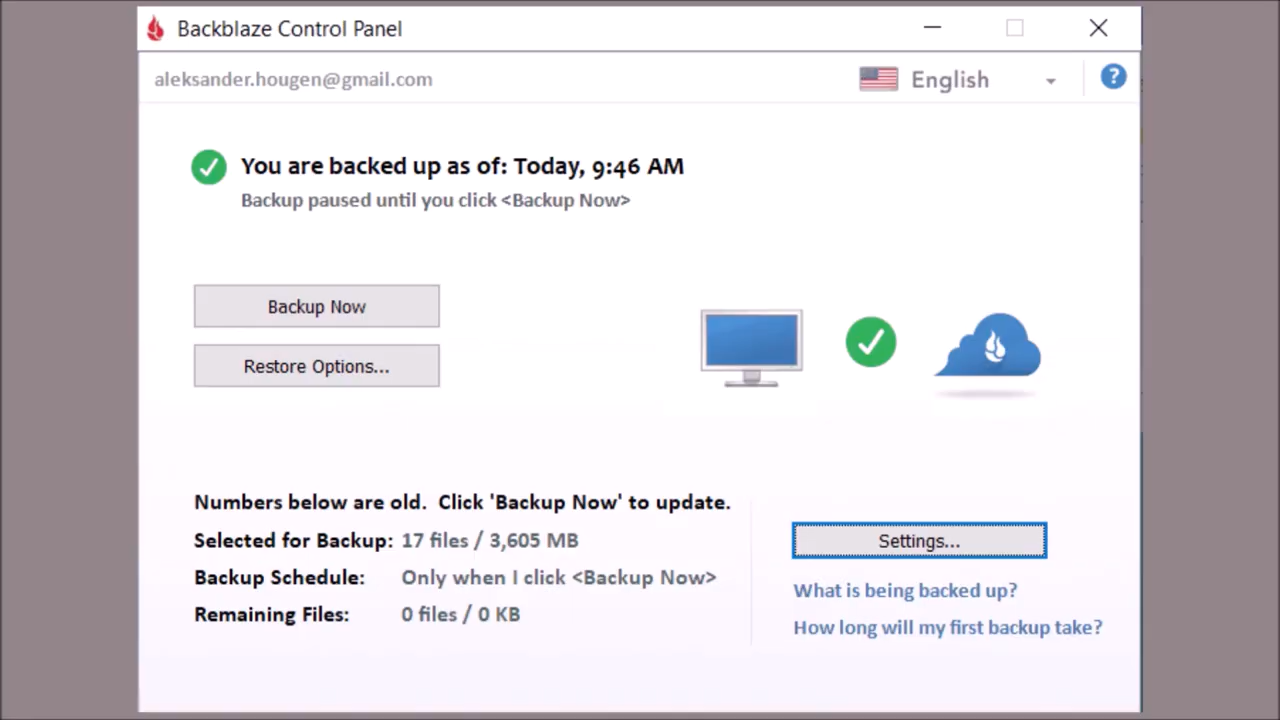 Backblaze Control Panel
aleksander.hougen@gmail.com
English
?
You are backed up as of: Today, 9:46 AM
Backup paused until you click <Backup Now>
Backup Now
Restore Options...
Numbers below are old. Click 'Backup Now' to update.
Selected for Backup: 17 files / 3,605 MB
Backup Schedule: Only when I click <Backup Now>
Remaining Files: 0 files / 0 KB
Settings...
What is being backed up?
How long will my first backup take?